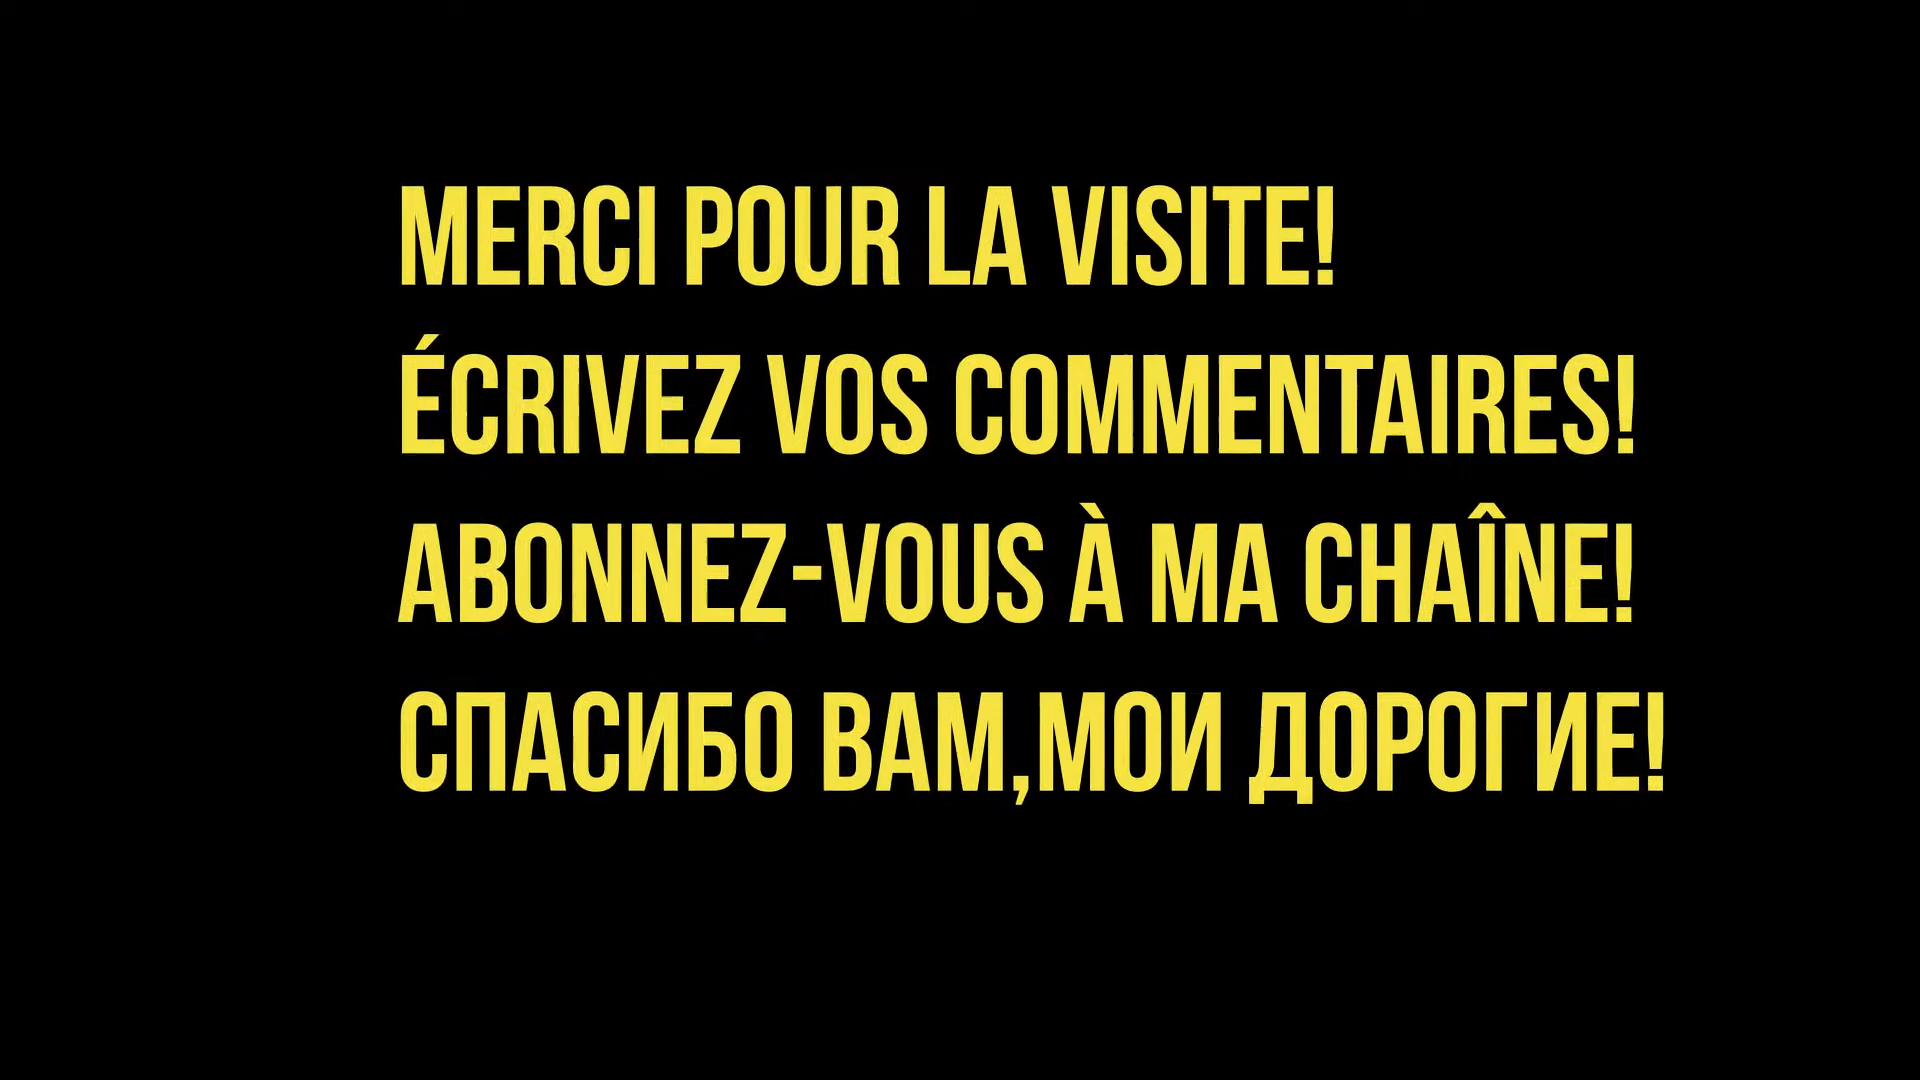 MERCI POUR LA VISITE!
ÉCRIVEZ VOS COMMENTAIRES!
ABONNEZ-VOUS À MA CHAÎNE!
СПАСИБО ВАМ,МОИ ДОРОГИЕ!